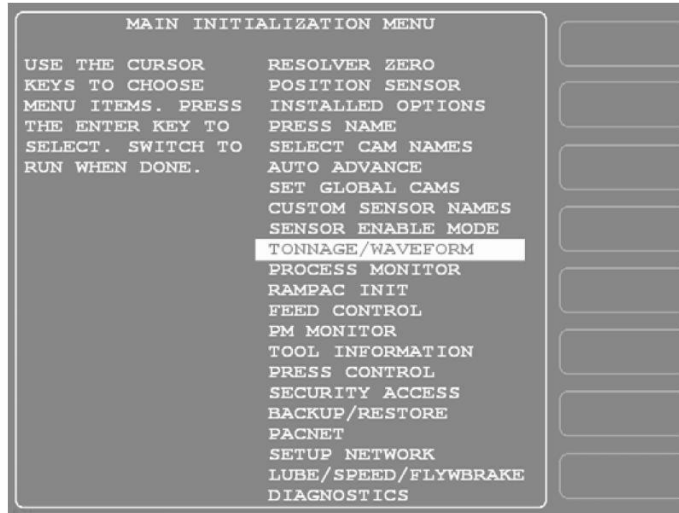 MAIN INITIALIZATION MENU
USE THE CURSOR
KEYS TO CHOOSE
MENU ITEMS. PRESS
THE ENTER KEY TO
SELECT. SWITCH TO
RUN WHEN DONE.
RESOLVER ZERO
POSITION SENSOR
INSTALLED OPTIONS
PRESS NAME
SELECT CAM NAMES
AUTO ADVANCE
SET GLOBAL CAMS
CUSTOM SENSOR NAMES
SENSOR ENABLE MODE
TONNAGE/WAVEFORM
PROCESS MONITOR
RAMPAC INIT
FEED CONTROL
PM MONITOR
TOOL INFORMATION
PRESS CONTROL
SECURITY ACCESS
BACKUP/RESTORE
PACNET
SETUP NETWORK
LUBE/SPEED/FLYWBRAKE
DIAGNOSTICS